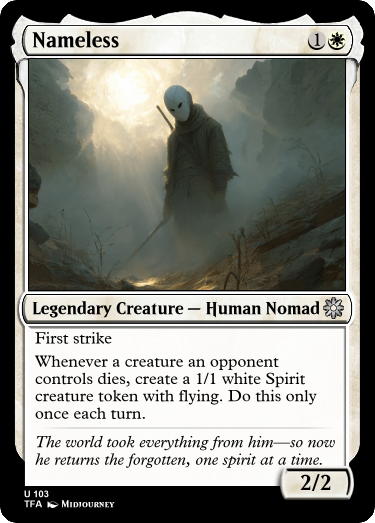 Nameless 1
Legendary Creature — Human Nomad
First strike
Whenever a creature an opponent
controls dies, create a 1/1 white Spirit
creature token with flying. Do this only
once each turn.
The world took everything from him—so now
he returns the forgotten, one spirit at a time.
2/2
U 103
TFA Midjourney